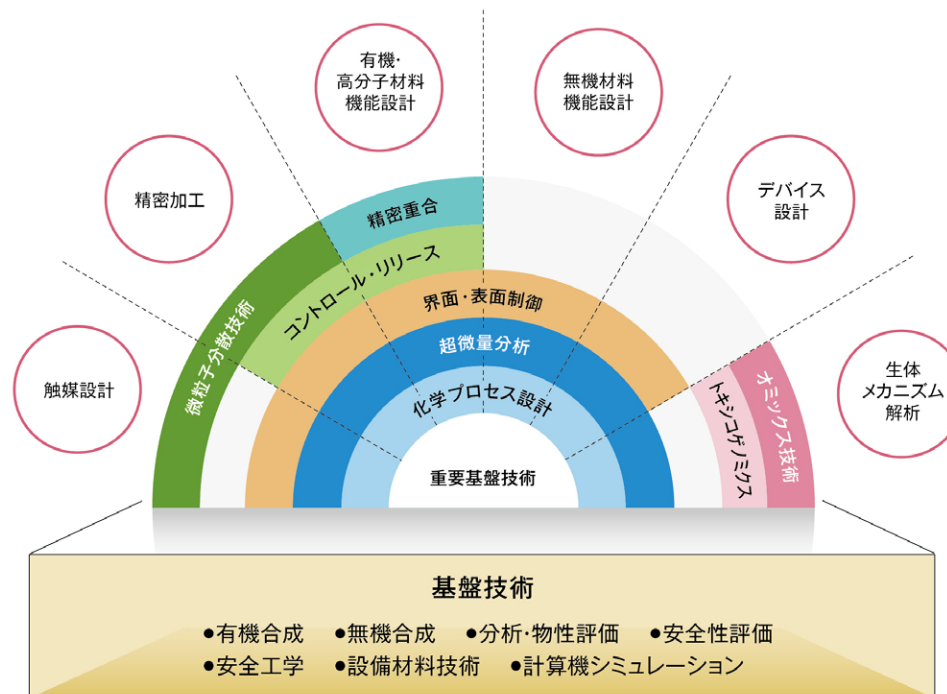 有機・
高分子材料
機能設計
無機材料
機能設計
精密加工
デバイス
設計
触媒設計
生体
メカニズム
解析
精密重合
コントロール・リリース
微粒子分散技術
界面・表面制御
超微量分析
化学プロセス設計
重要基盤技術
トキシコゲノミクス
オミックス技術
基盤技術
●有機合成 ●無機合成 ●分析・物性評価 ●安全性評価
●安全工学 ●設備材料技術 ●計算機シミュレーション